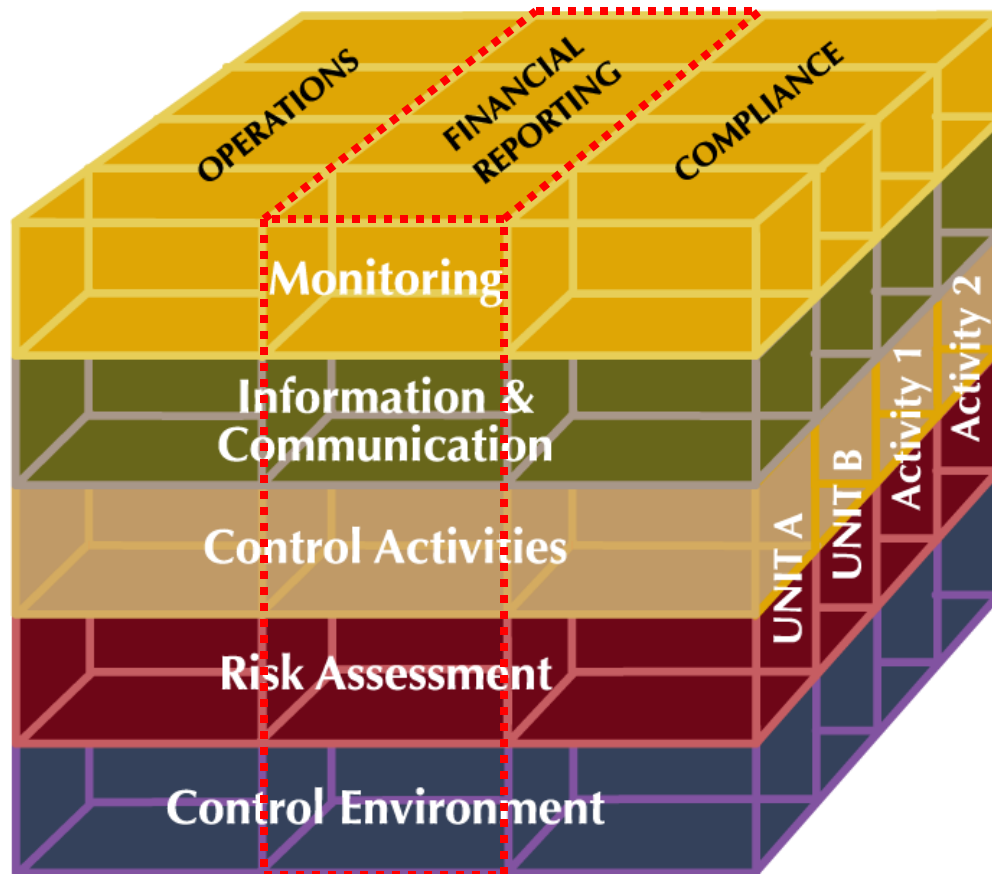 OPERATIONS
FINANCIAL
REPORTING
COMPLIANCE
Monitoring
Information &
Communication
Control Activities
Risk Assessment
Control Environment
UNIT A
UNIT B
Activity 1
Activity 2